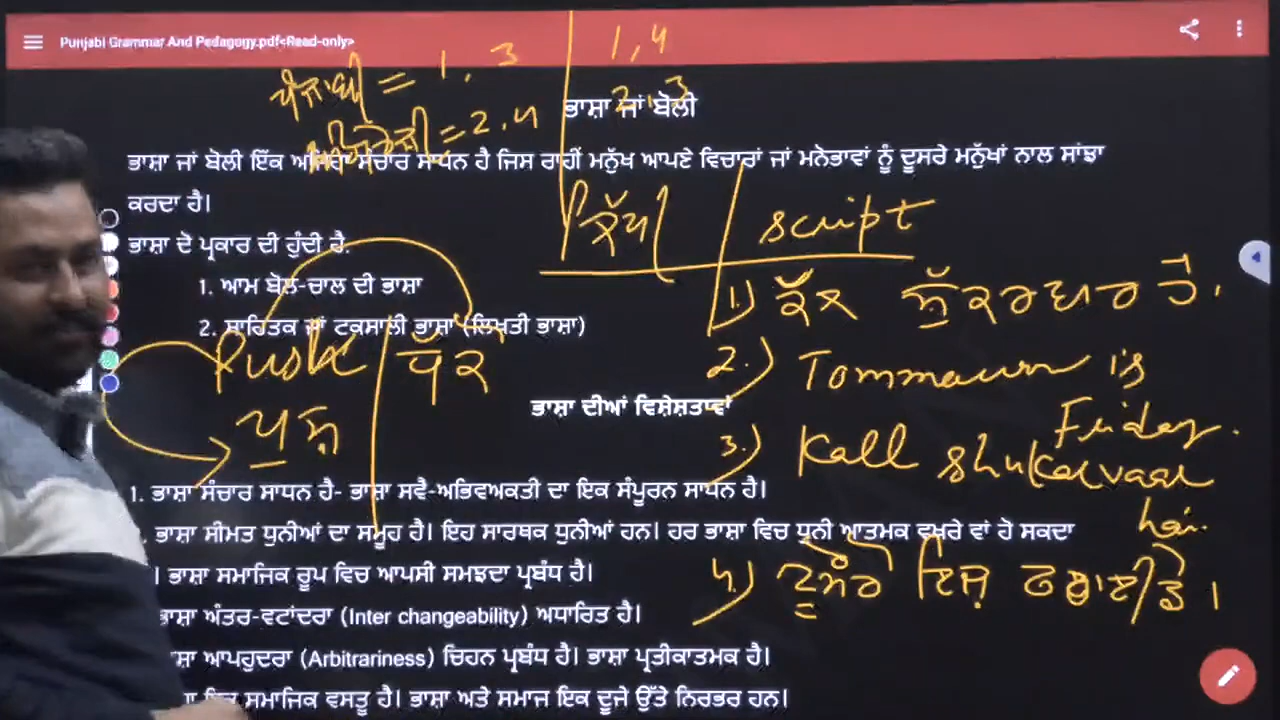 Punjabi Grammar And Pedagogy.pdf<Read-only>
ਪੰਜਾਬੀ = 1, 3
1, 4
ਅੰਗਰੇਜ਼ੀ = 2, 4
2, 3
ਭਾਸ਼ਾ ਜਾਂ ਬੋਲੀ
ਭਾਸ਼ਾ ਜਾਂ ਬੋਲੀ ਇੱਕ ਅਜਿਹਾ ਸੰਚਾਰ ਸਾਧਨ ਹੈ ਜਿਸ ਰਾਹੀਂ ਮਨੁੱਖ ਆਪਣੇ ਵਿਚਾਰਾਂ ਜਾਂ ਮਨੋਭਾਵਾਂ ਨੂੰ ਦੂਸਰੇ ਮਨੁੱਖਾਂ ਨਾਲ ਸਾਂਝਾ
ਕਰਦਾ ਹੈ।
script
ਭਾਸ਼ਾ ਦੋ ਪ੍ਰਕਾਰ ਦੀ ਹੁੰਦੀ ਹੈ.
1. ਆਮ ਬੋਲ-ਚਾਲ ਦੀ ਭਾਸ਼ਾ
1) ਕੱਲ ਸ਼ੁੱਕਰਵਾਰ ਹੈ.
2. ਸਾਹਿਤਕ ਜਾਂ ਟਕਸਾਲੀ ਭਾਸ਼ਾ (ਲਿਖਤੀ ਭਾਸ਼ਾ)
ਧੱਕ
2.) Tommaurn is
Friday.
ਭਾਸ਼ਾ ਦੀਆਂ ਵਿਸ਼ੇਸ਼ਤਾਵਾਂ
ਪੁਸ਼
3.) Kall shukarvaar
hai.
1. ਭਾਸ਼ਾ ਸੰਚਾਰ ਸਾਧਨ ਹੈ- ਭਾਸ਼ਾ ਸਵੈ-ਅਭਿਵਅਕਤੀ ਦਾ ਇਕ ਸੰਪੂਰਨ ਸਾਧਨ ਹੈ।
ਭਾਸ਼ਾ ਸੀਮਤ ਧੁਨੀਆਂ ਦਾ ਸਮੂਹ ਹੈ। ਇਹ ਸਾਰਥਕ ਧੁਨੀਆਂ ਹਨ। ਹਰ ਭਾਸ਼ਾ ਵਿਚ ਧੁਨੀ ਆਤਮਕ ਵਖਰੇ ਵਾਂ ਹੋ ਸਕਦਾ
। ਭਾਸ਼ਾ ਸਮਾਜਿਕ ਰੂਪ ਵਿਚ ਆਪਸੀ ਸਮਝਦਾ ਪ੍ਰਬੰਧ ਹੈ।
4.) ਟੂਮੌਰੋ ਇਜ਼ ਫਰਾਈਡੇ ।
ਭਾਸ਼ਾ ਅੰਤਰ-ਵਟਾਂਦਰਾ (Inter changeability) ਅਧਾਰਿਤ ਹੈ।
ਆਪਹੁਦਰਾ (Arbitrariness) ਚਿਹਨ ਪ੍ਰਬੰਧ ਹੈ। ਭਾਸ਼ਾ ਪ੍ਰਤੀਕਾਤਮਕ ਹੈ।
ਇਕ ਸਮਾਜਿਕ ਵਸਤੂ ਹੈ। ਭਾਸ਼ਾ ਅਤੇ ਸਮਾਜ ਇਕ ਦੂਜੇ ਉੱਤੇ ਨਿਰਭਰ ਹਨ।